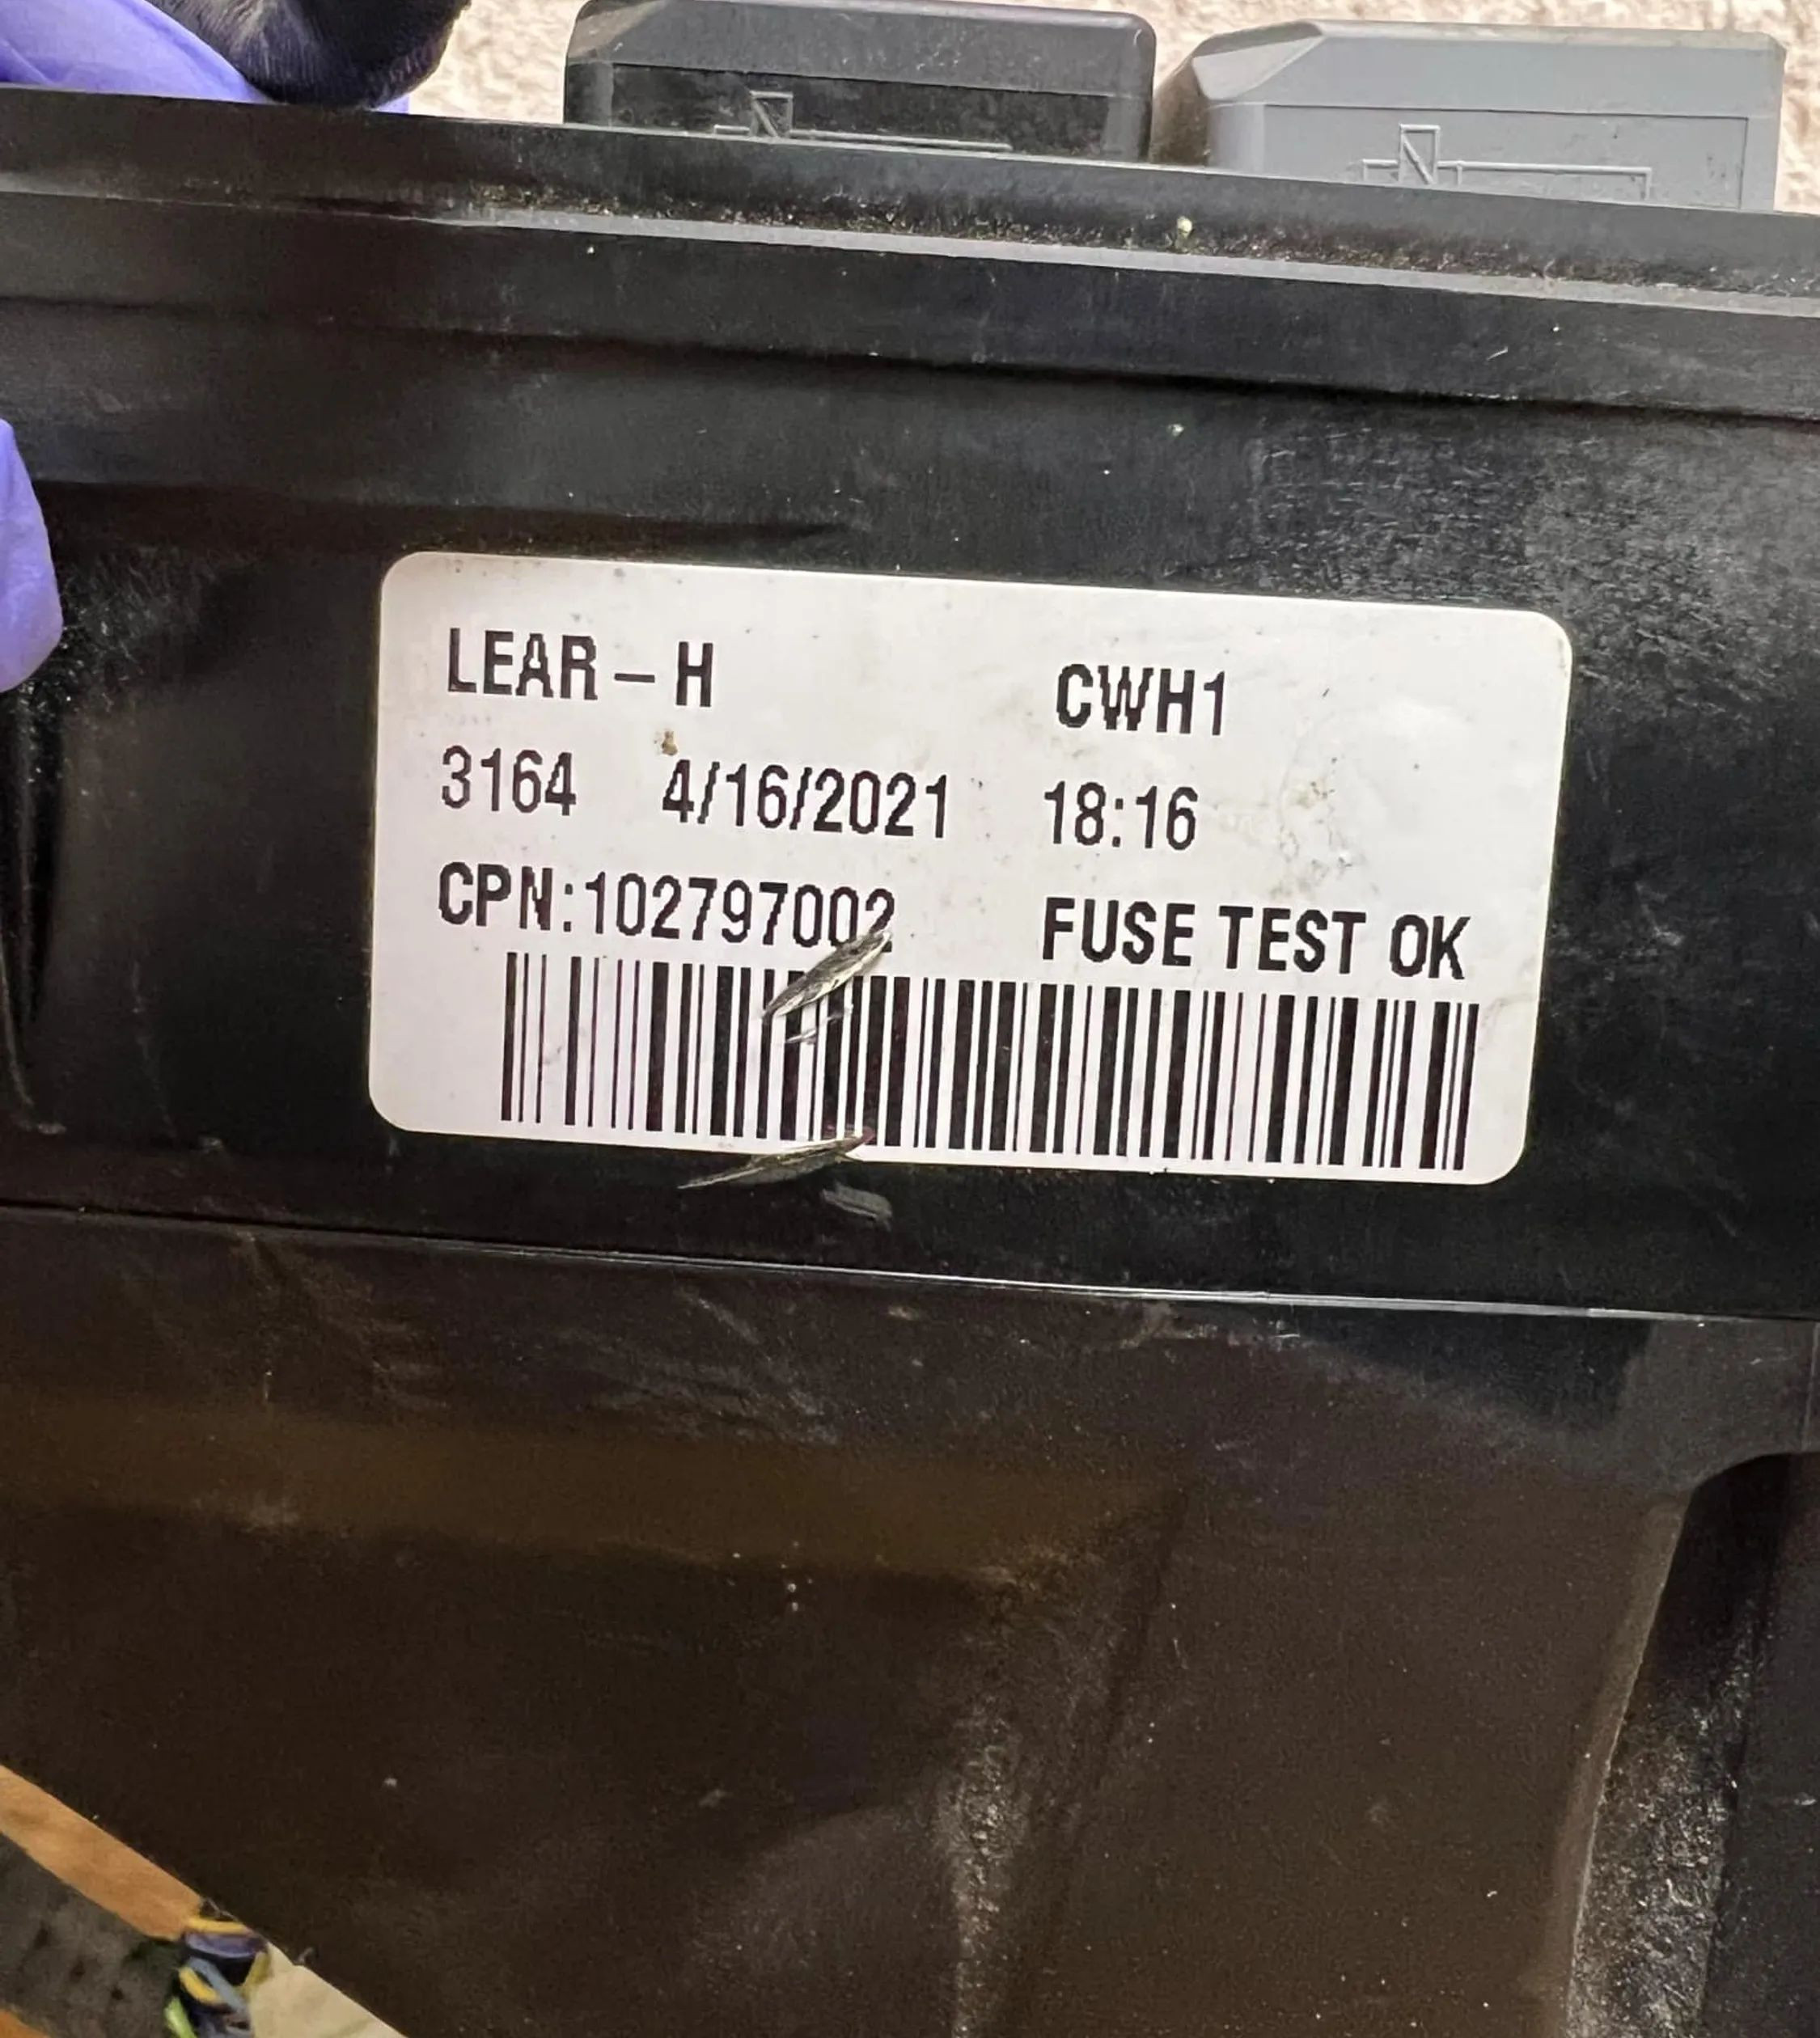 LEAR – H CWH1
3164 4/16/2021 18:16
CPN:102797002 FUSE TEST OK